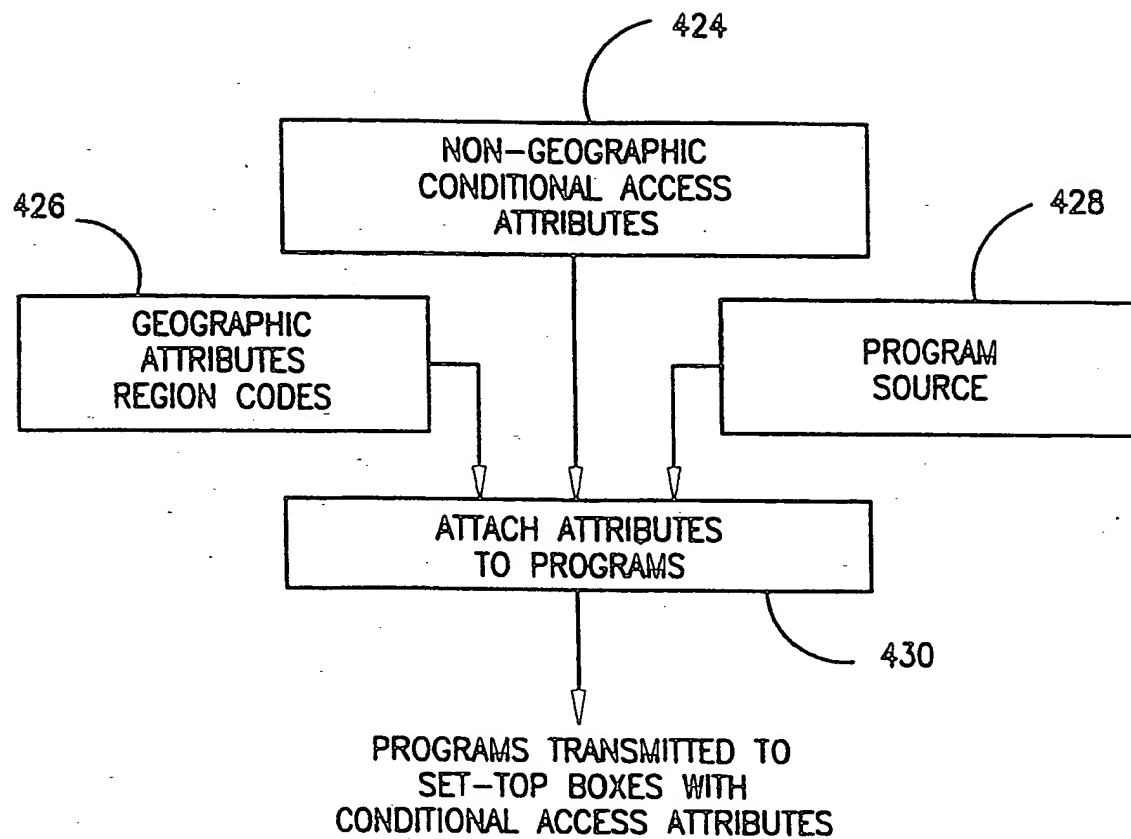 424
NON-GEOGRAPHIC
CONDITIONAL ACCESS
ATTRIBUTES
426
GEOGRAPHIC
ATTRIBUTES
REGION CODES
428
PROGRAM
SOURCE
ATTACH ATTRIBUTES
TO PROGRAMS
430
PROGRAMS TRANSMITTED TO
SET-TOP BOXES WITH
CONDITIONAL ACCESS ATTRIBUTES